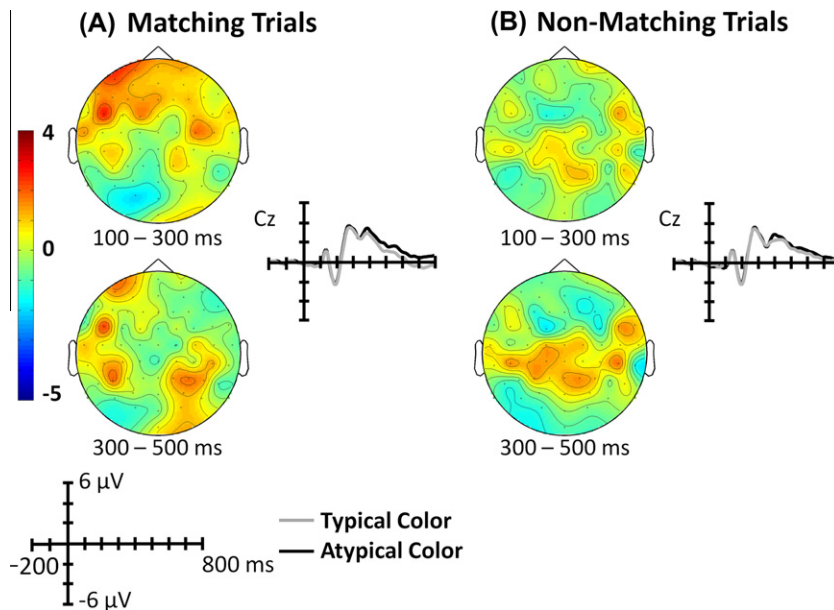 (A) Matching Trials
(B) Non-Matching Trials
4
0
-5
Cz
100 – 300 ms
300 – 500 ms
Cz
100 – 300 ms
300 – 500 ms
6 µV
−200
800 ms
-6 µV
Typical Color
Atypical Color